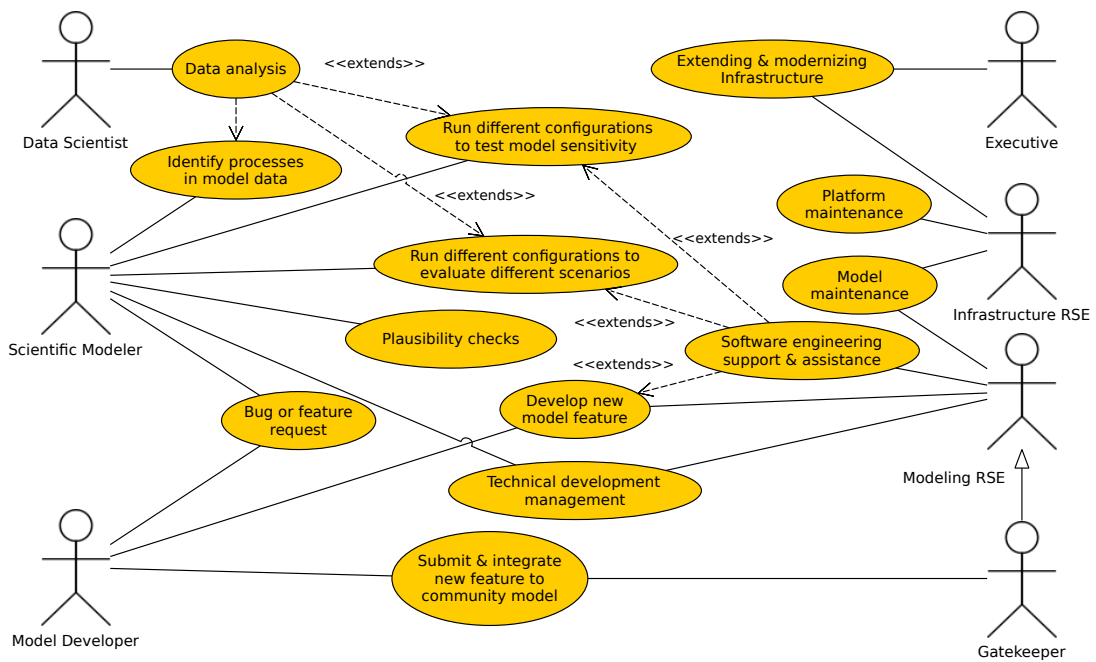 Data analysis
<<extends>>
Extending & modernizing
Infrastructure
Data Scientist
Run different configurations
to test model sensitivity
Executive
Identify processes
in model data
<<extends>>
Platform
maintenance
<<extends>>
Run different configurations to
evaluate different scenarios
Model
maintenance
Infrastructure RSE
<<extends>>
Scientific Modeler
Plausibility checks
Software engineering
support & assistance
<<extends>>
Bug or feature
request
Develop new
model feature
Modeling RSE
Technical development
management
Submit & integrate
new feature to
community model
Model Developer
Gatekeeper